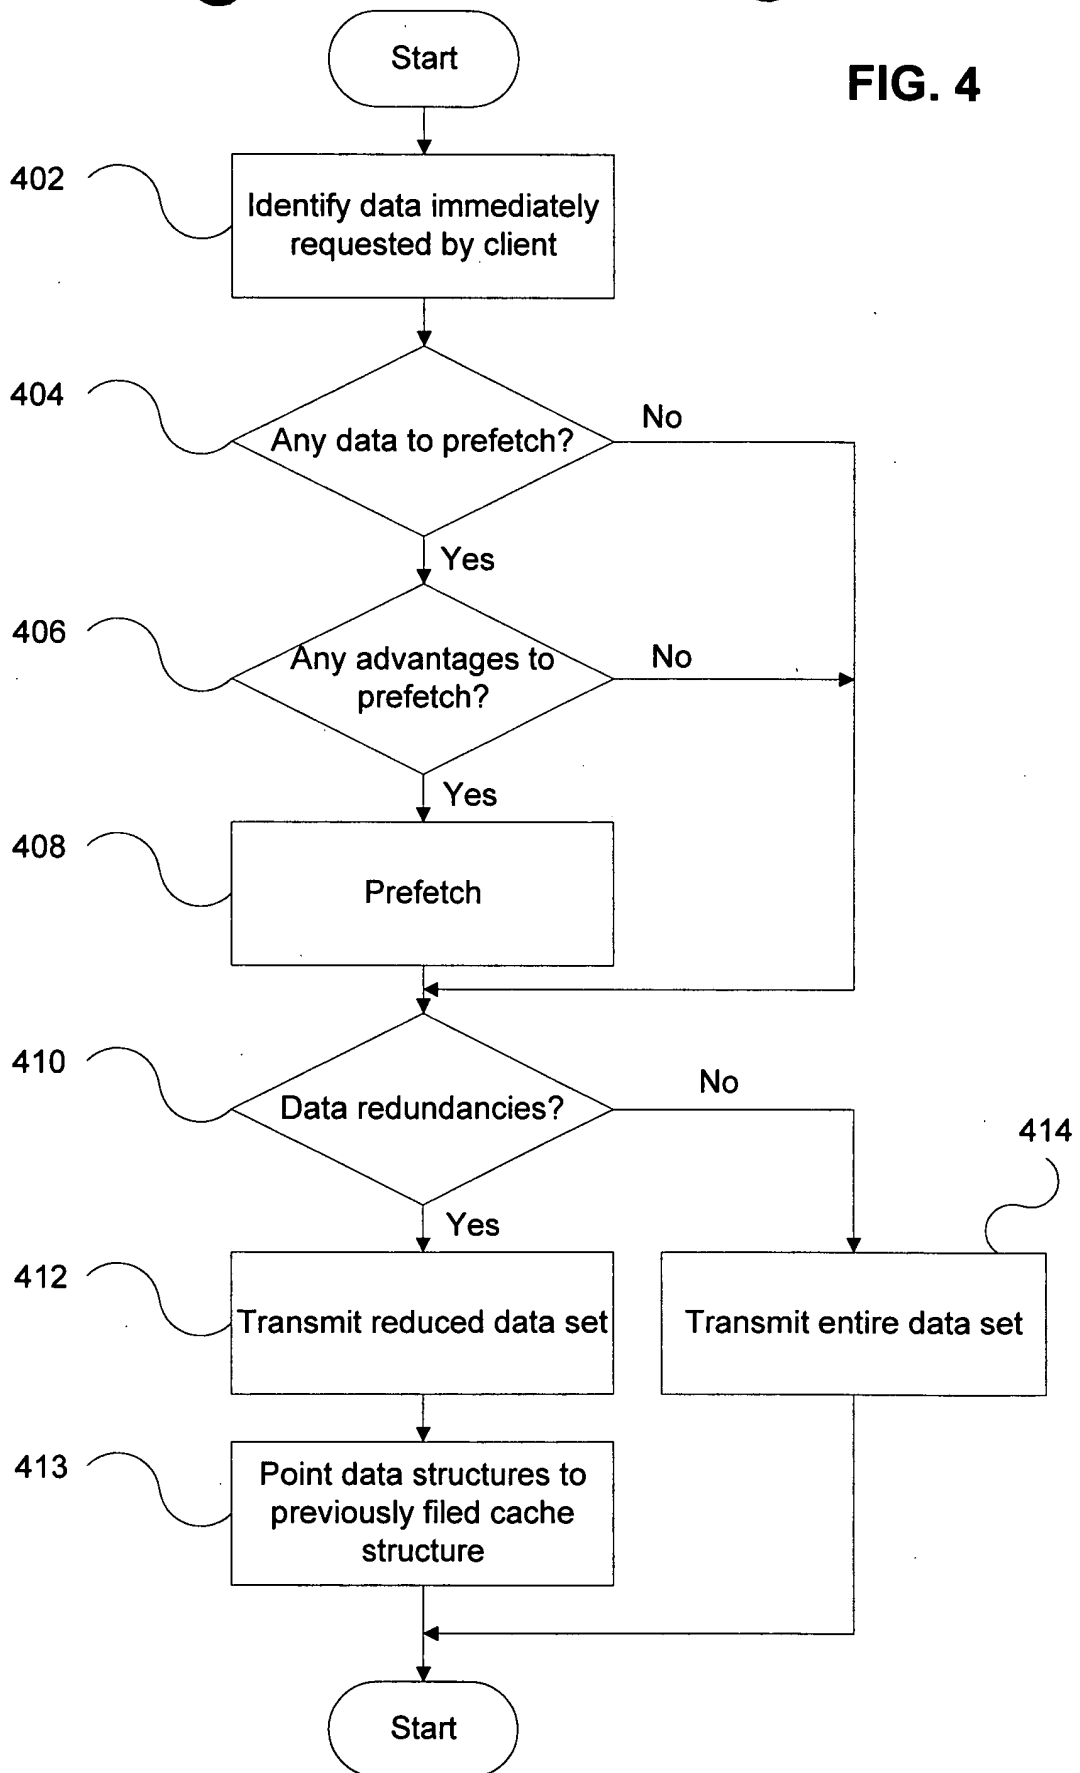 Start
FIG. 4
402
Identify data immediately
requested by client
404
Any data to prefetch?
No
Yes
406
Any advantages to
prefetch?
No
Yes
408
Prefetch
410
Data redundancies?
No
414
Yes
412
Transmit reduced data set
Transmit entire data set
413
Point data structures to
previously filed cache
structure
Start